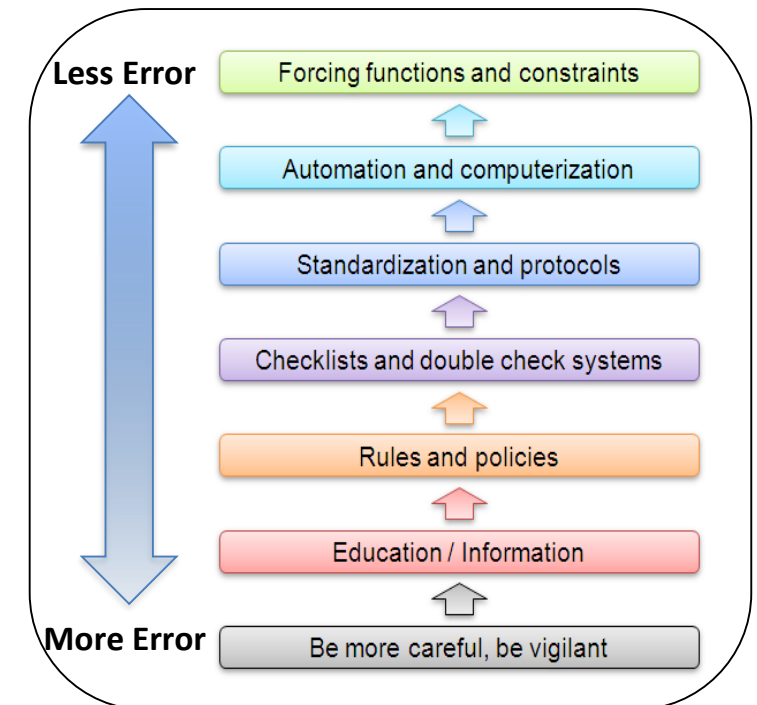 Less Error
Forcing functions and constraints
Automation and computerization
Standardization and protocols
Checklists and double check systems
Rules and policies
Education / Information
More Error
Be more careful, be vigilant